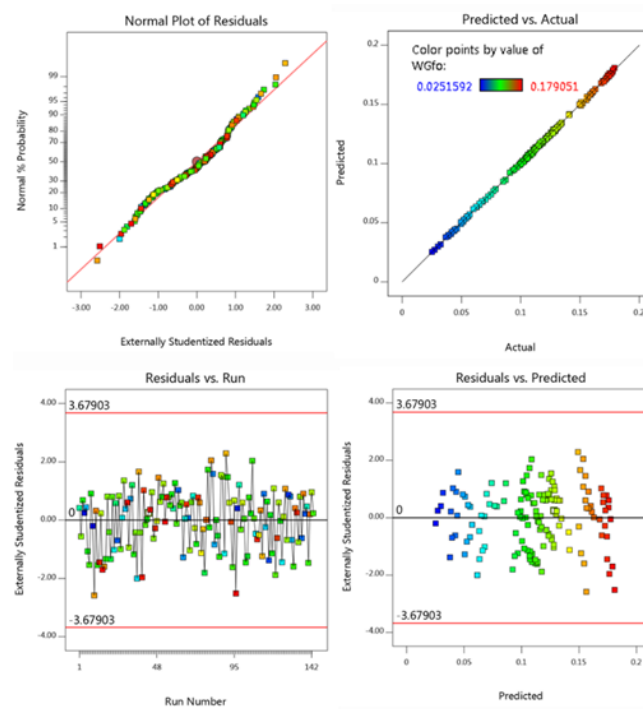 Normal Plot of Residuals
Normal % Probability
99
95
90
80
70
50
30
20
10
5
1
-3.00 -2.00 -1.00 0.00 1.00 2.00 3.00
Externally Studentized Residuals
Predicted vs. Actual
Color points by value of
WGfo:
0.0251592 0.179051
Predicted
0.2
0.15
0.1
0.05
0
0 0.05 0.1 0.15 0.2
Actual
Residuals vs. Run
Externally Studentized Residuals
4.00
3.67903
2.00
0
0.00
-2.00
-3.67903
-4.00
1 48 95 142
Run Number
Residuals vs. Predicted
Externally Studentized Residuals
4.00
3.67903
2.00
0
0.00
-2.00
-3.67903
-4.00
0 0.05 0.1 0.15 0.2
Predicted